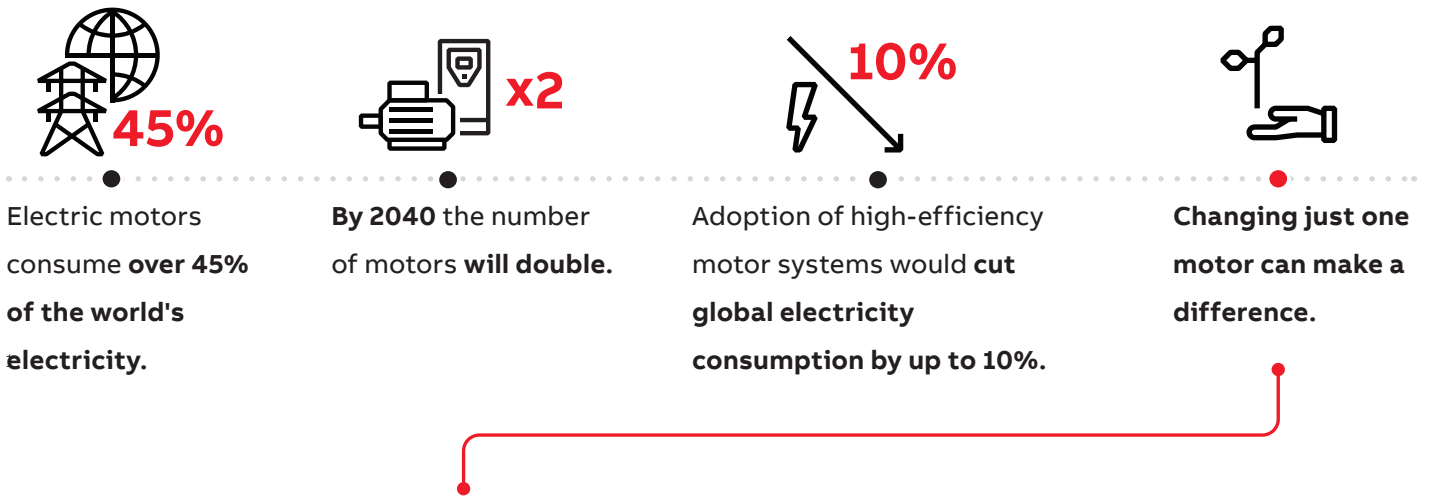 45%
x2
10%
Electric motors
consume over 45%
of the world's
electricity.
By 2040 the number
of motors will double.
Adoption of high-efficiency
motor systems would cut
global electricity
consumption by up to 10%.
Changing just one
motor can make a
difference.